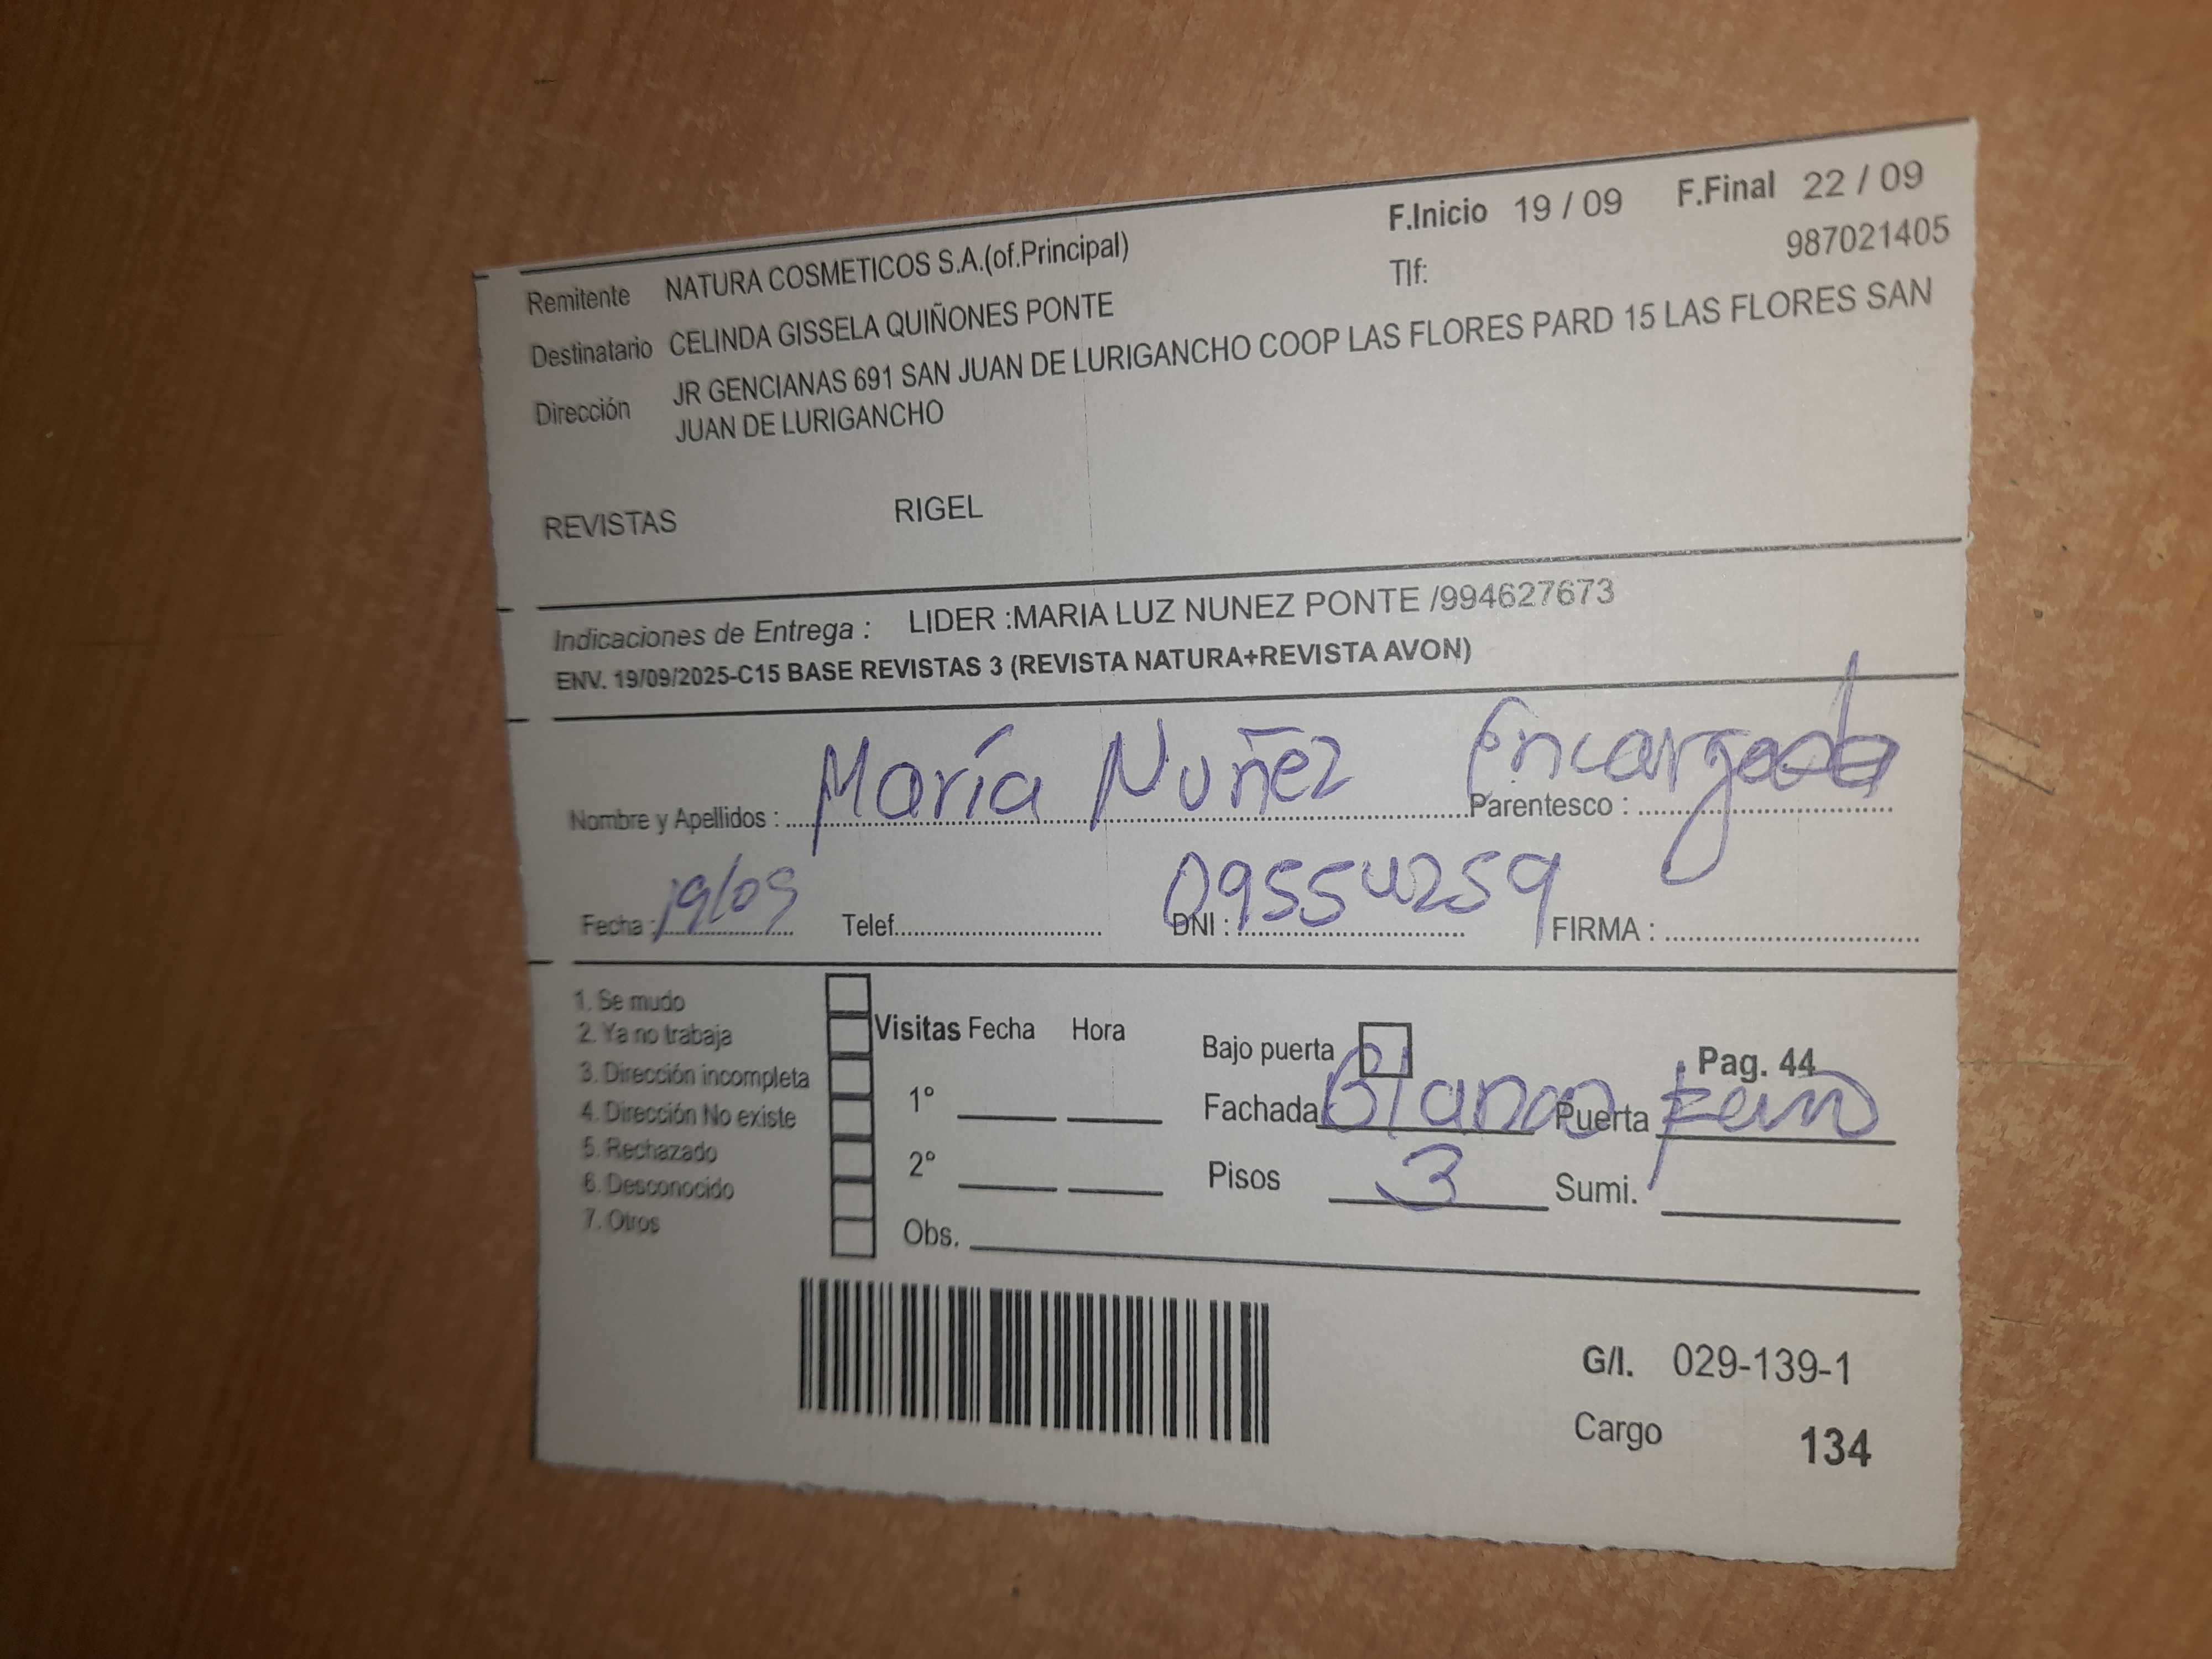 F.Inicio 19 / 09 F.Final 22 / 09
Remitente NATURA COSMETICOS S.A.(of.Principal) Tlf: 987021405
Destinatario CELINDA GISSELA QUIÑONES PONTE
Dirección JR GENCIANAS 691 SAN JUAN DE LURIGANCHO COOP LAS FLORES PARD 15 LAS FLORES SAN
JUAN DE LURIGANCHO
REVISTAS RIGEL
Indicaciones de Entrega : LIDER :MARIA LUZ NUNEZ PONTE /994627673
ENV. 19/09/2025-C15 BASE REVISTAS 3 (REVISTA NATURA+REVISTA AVON)
Nombre y Apellidos : María Nuñez Parentesco : Encargada
Fecha : 19/09 Telef. DNI : 09554259 FIRMA :
1. Se mudo
2. Ya no trabaja
3. Dirección incompleta
4. Dirección No existe
5. Rechazado
6. Desconocido
7. Otros
Visitas Fecha Hora
1°
2°
Obs.
Bajo puerta Pag. 44
Fachada Blanco Puerta
Pisos 3 Sumi.
G/I. 029-139-1
Cargo 134